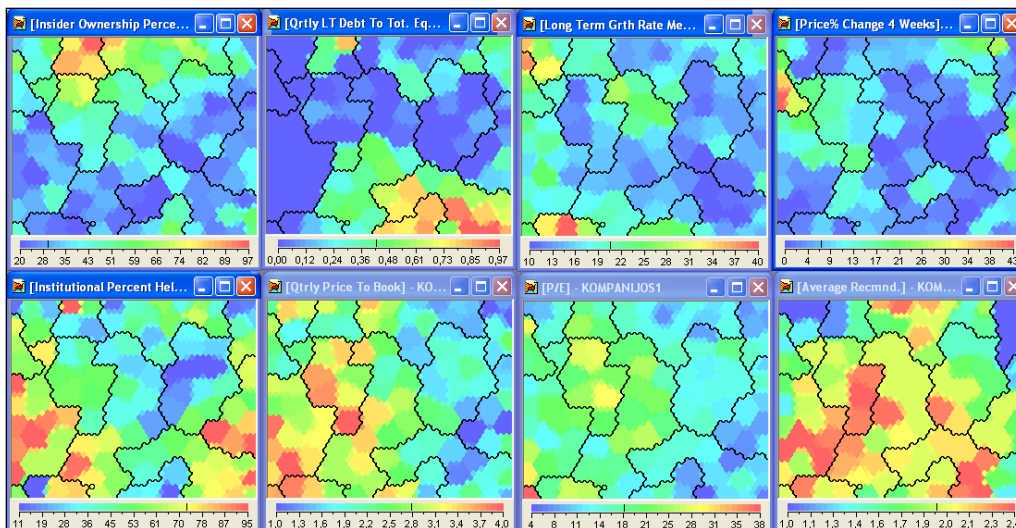 [Insider Ownership Perce...
[Qrtly LT Debt To Tot. Eq...
[Long Term Grth Rate Me...
[Price% Change 4 Weeks]...
20 28 35 43 51 59 66 74 82 89 97
0,00 0,12 0,24 0,36 0,48 0,61 0,73 0,85 0,97
10 13 16 19 22 25 28 31 34 37 40
0 4 9 13 17 21 26 30 34 39 43
[Institutional Percent Hel...
[Qtrly Price To Book] - KO...
[P/E] - KOMPANIJOS1
[Average Recmnd.] - KOM...
11 19 28 36 45 53 61 70 78 87 95
1,0 1,3 1,6 1,9 2,2 2,5 2,8 3,1 3,4 3,7 4,0
4 8 11 14 18 21 24 28 31 35 38
1,0 1,1 1,3 1,4 1,6 1,7 1,9 2,0 2,1 2,3